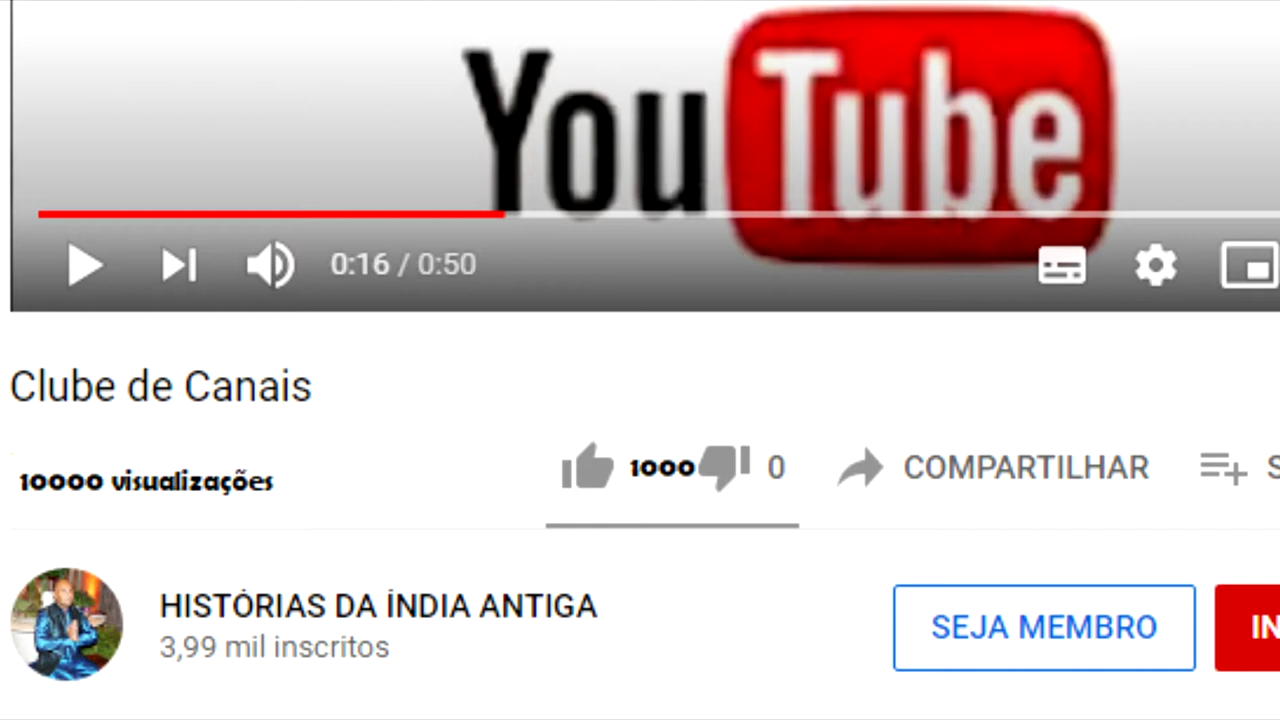 YouTube
0:16 / 0:50
Clube de Canais
10000 visualizações
1000 0 COMPARTILHAR S
HISTÓRIAS DA ÍNDIA ANTIGA
3,99 mil inscritos
SEJA MEMBRO
IN